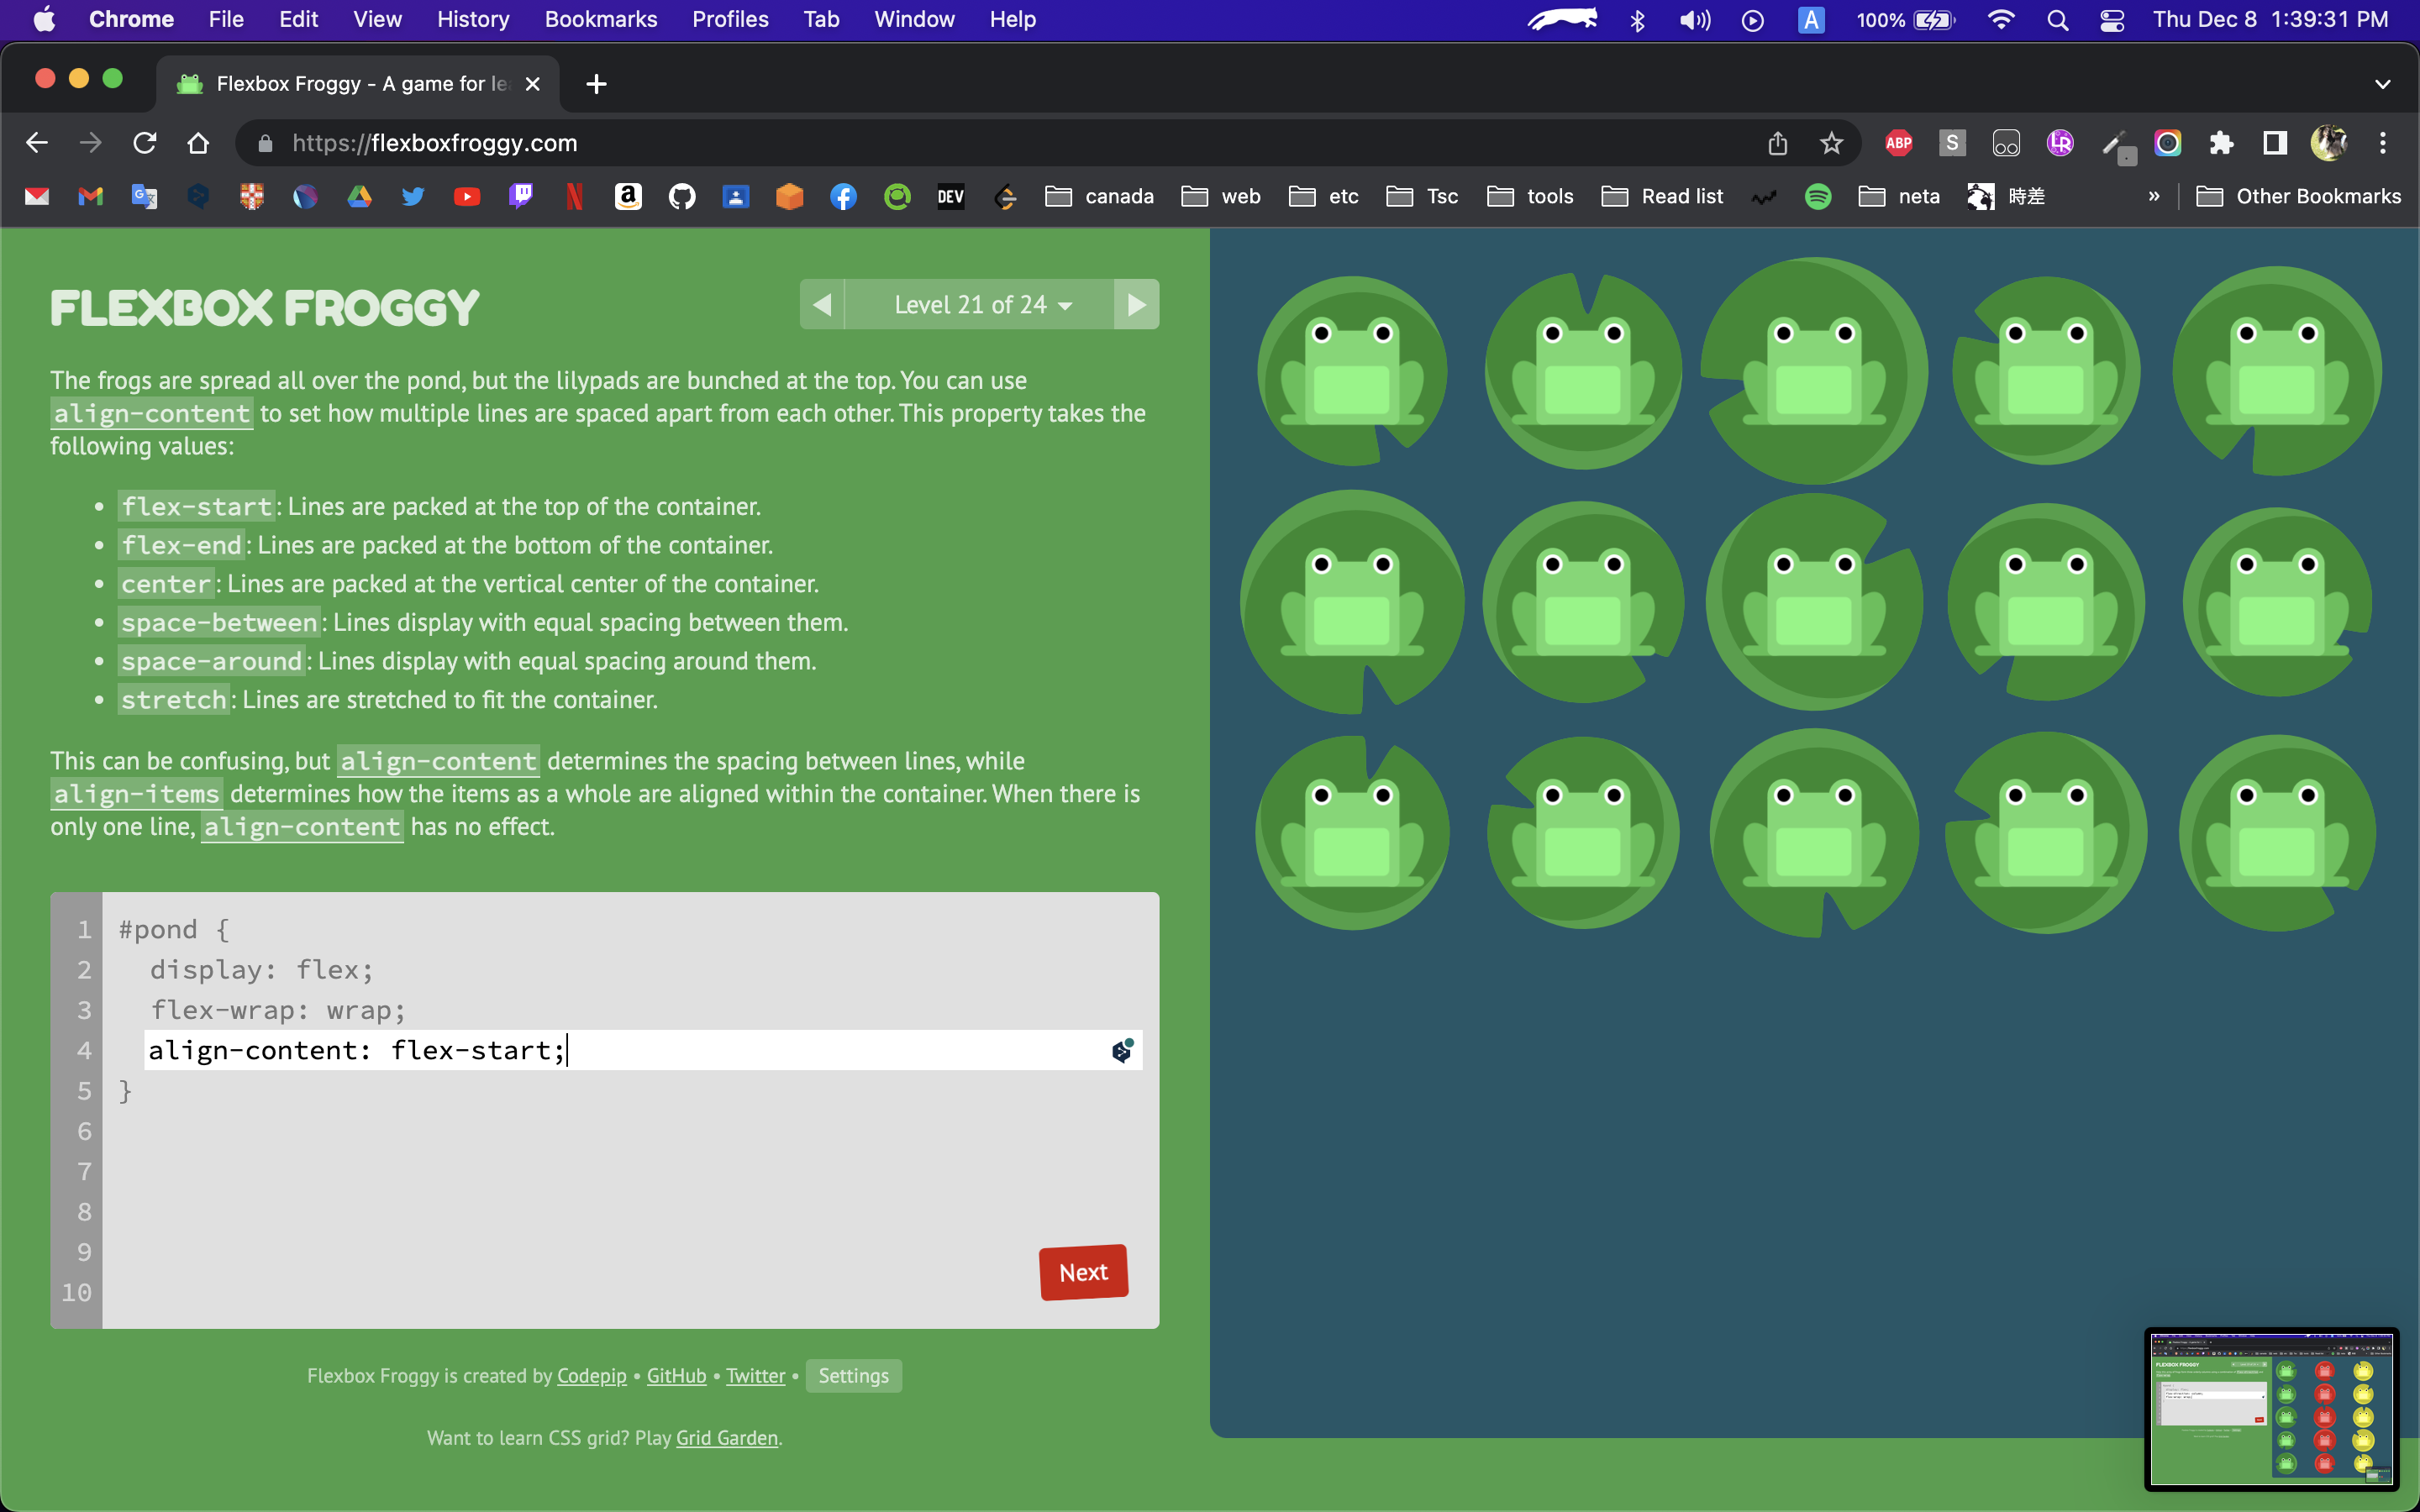 Chrome File Edit View History Bookmarks Profiles Tab Window Help A 100% Thu Dec 8 1:39:31 PM
Flexbox Froggy - A game for le
https://flexboxfroggy.com ABP S LR
DEV canada web etc Tsc tools Read list neta 時差 » Other Bookmarks
FLEXBOX FROGGY
Level 21 of 24
The frogs are spread all over the pond, but the lilypads are bunched at the top. You can use
align-content to set how multiple lines are spaced apart from each other. This property takes the
following values:
• flex-start: Lines are packed at the top of the container.
• flex-end: Lines are packed at the bottom of the container.
• center: Lines are packed at the vertical center of the container.
• space-between: Lines display with equal spacing between them.
• space-around: Lines display with equal spacing around them.
• stretch: Lines are stretched to fit the container.
This can be confusing, but align-content determines the spacing between lines, while
align-items determines how the items as a whole are aligned within the container. When there is
only one line, align-content has no effect.
1 #pond {
2 display: flex;
3 flex-wrap: wrap;
4 align-content: flex-start;
5 }
6
7
8
9
10
Next
Flexbox Froggy is created by Codepip • GitHub • Twitter • Settings
Want to learn CSS grid? Play Grid Garden.